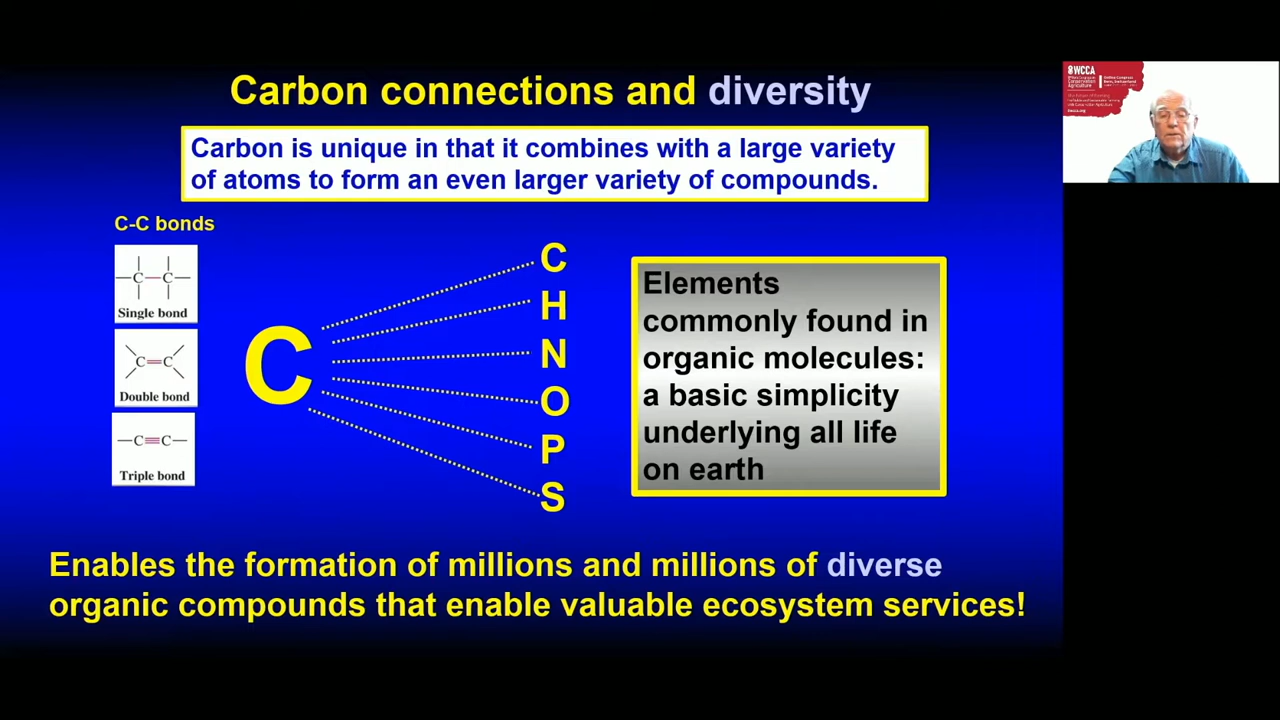 Carbon connections and diversity
Carbon is unique in that it combines with a large variety
of atoms to form an even larger variety of compounds.
C-C bonds
C C
Single bond
C C
Double bond
C C
Triple bond
C
C
H
N
O
P
S
Elements
commonly found in
organic molecules:
a basic simplicity
underlying all life
on earth
Enables the formation of millions and millions of diverse
organic compounds that enable valuable ecosystem services!
WCCA
Conservation
Agriculture